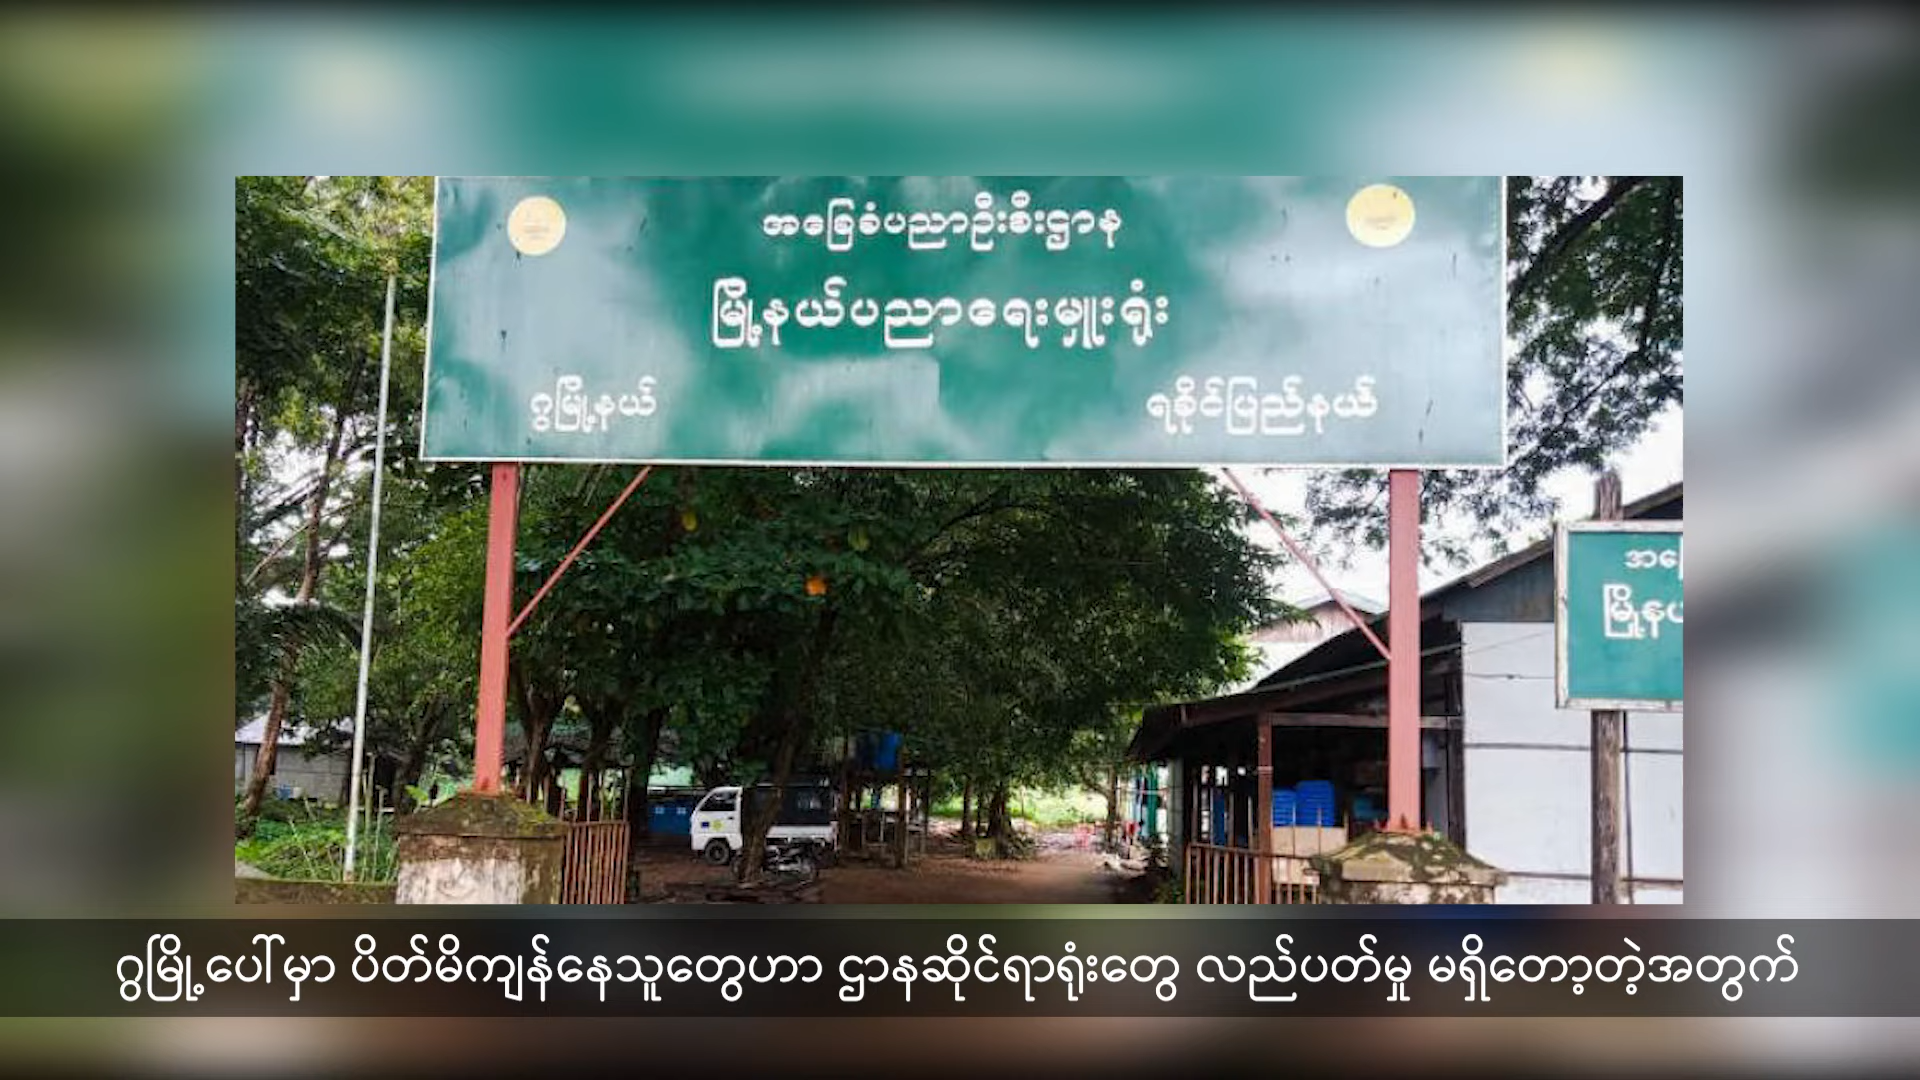 အခြေခံပညာဦးစီးဌာန
မြို့နယ်ပညာရေးမှူးရုံး
ဂွမြို့နယ် ရခိုင်ပြည်နယ်
မြို့နယ်
ဂွမြို့ပေါ်မှာ ပိတ်မိကျန်နေသူတွေဟာ ဌာနဆိုင်ရာရုံးတွေ လည်ပတ်မှု မရှိတော့တဲ့အတွက်